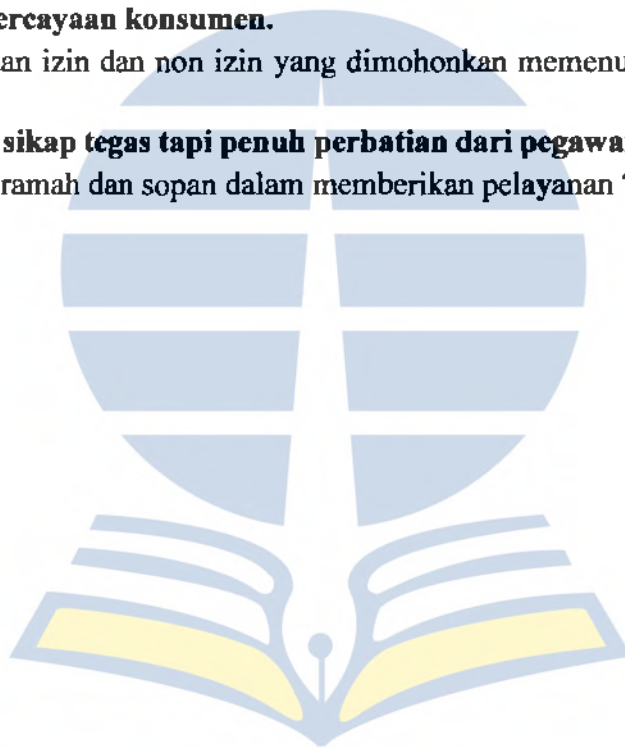 ercayaan konsumen.
an izin dan non izin yang dimohonkan memenu
sikap tegas tapi penuh perbatian dari pegawa
ramah dan sopan dalam memberikan pelayanan